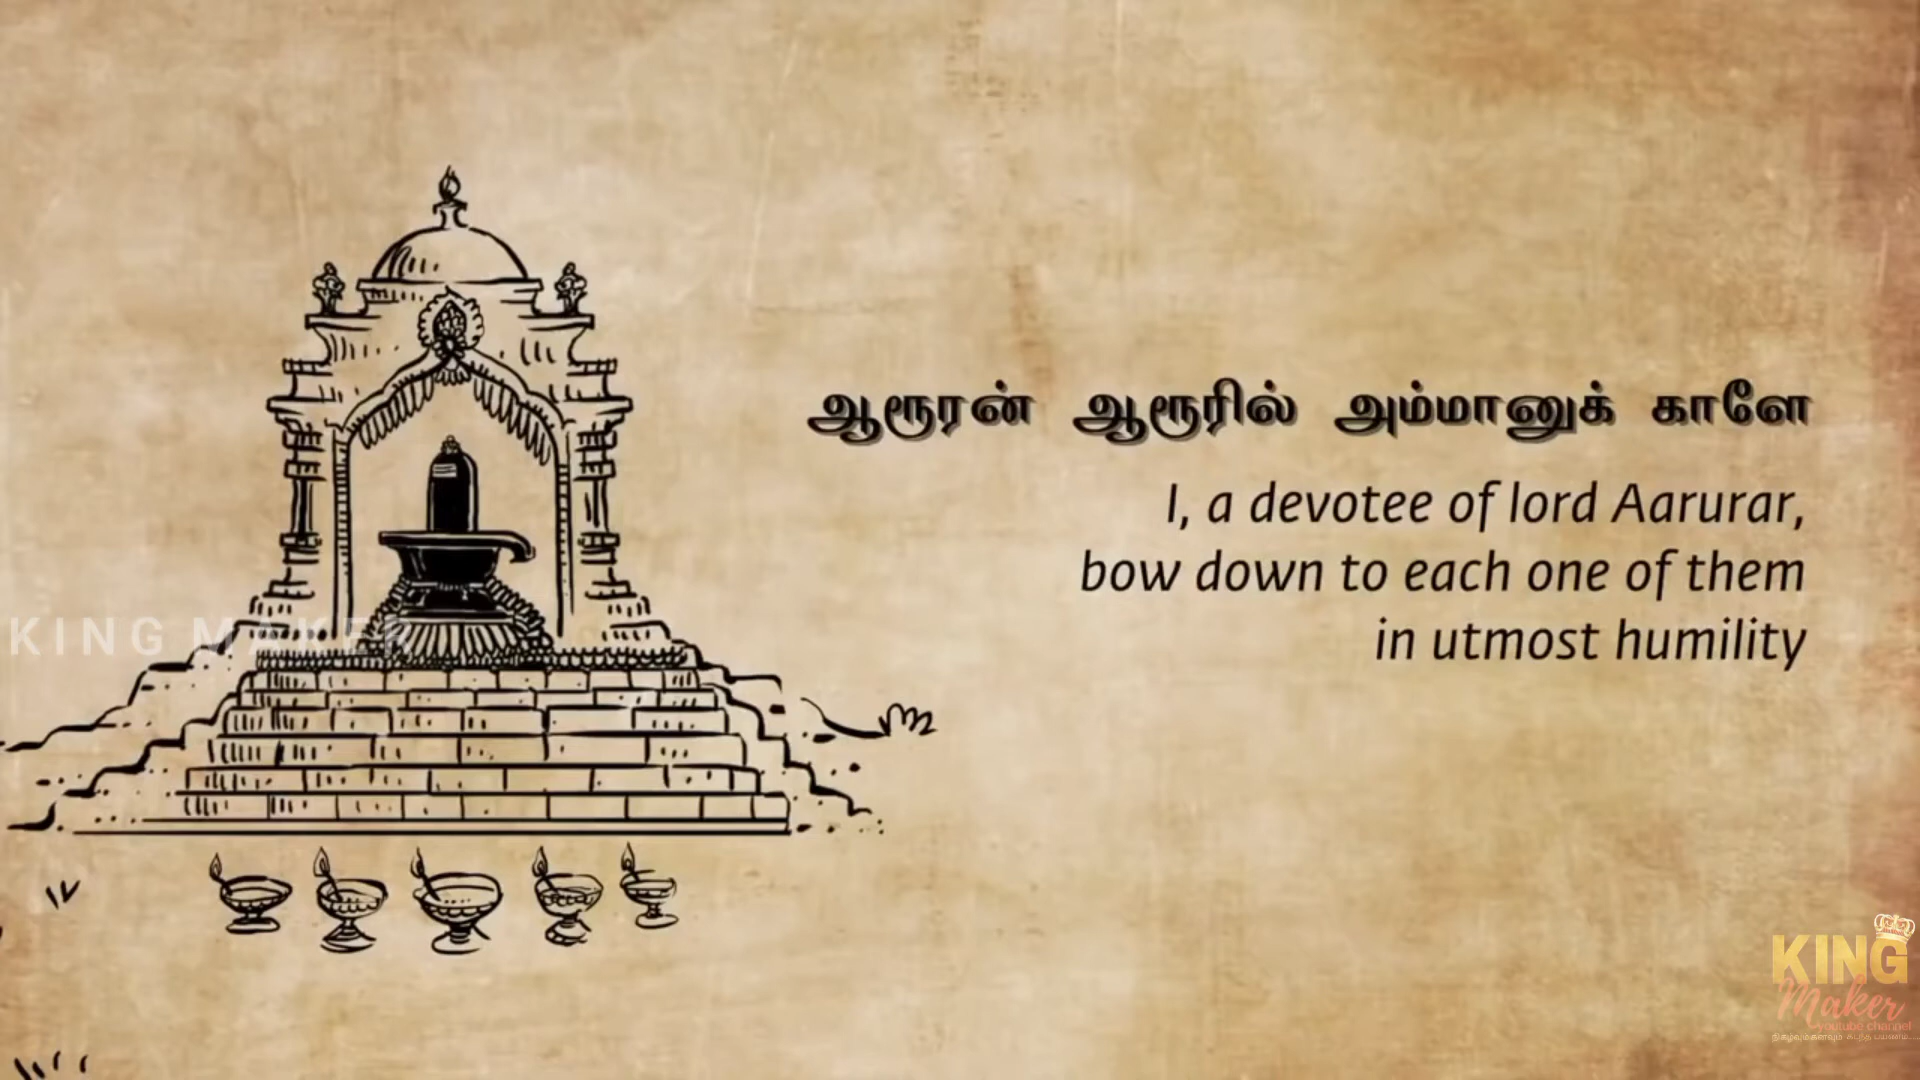 ஆரூரன் ஆரூரில் அம்மானுக் காளே
I, a devotee of lord Aarurar,
bow down to each one of them
in utmost humility
KING MAKER
KING
Maker
youtube channel